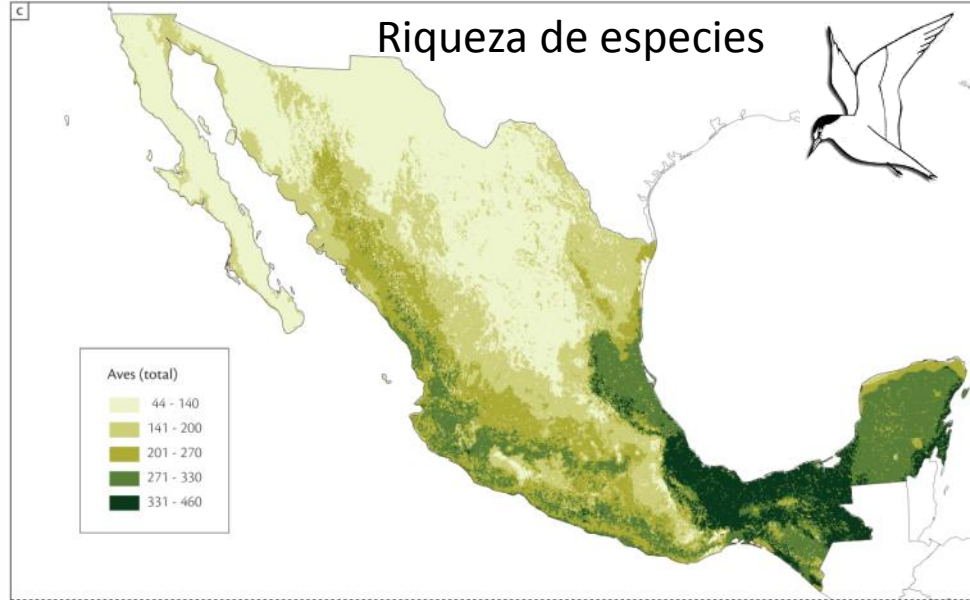 c
Riqueza de especies
Aves (total)
44 - 140
141 - 200
201 - 270
271 - 330
331 - 460